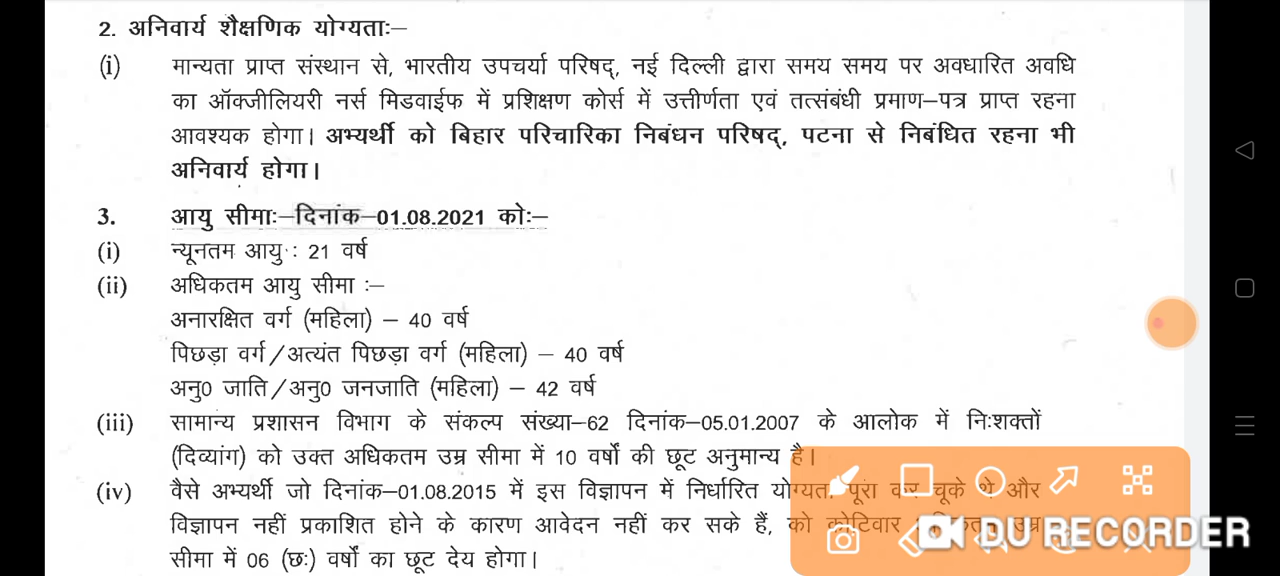 2. अनिवार्य शैक्षणिक योग्यताः–
(i) मान्यता प्राप्त संस्थान से, भारतीय उपचर्या परिषद्, नई दिल्ली द्वारा समय समय पर अवधारित अवधि
का ऑक्जीलियरी नर्स मिडवाईफ में प्रशिक्षण कोर्स में उत्तीर्णता एवं तत्संबंधी प्रमाण–पत्र प्राप्त रहना
आवश्यक होगा। अभ्यर्थी को बिहार परिचारिका निबंधन परिषद्, पटना से निबंधित रहना भी
अनिवार्य होगा।
3. आयु सीमाः–दिनांक–01.08.2021 कोः–
(i) न्यूनतम आयु : 21 वर्ष
(ii) अधिकतम आयु सीमा :–
अनारक्षित वर्ग (महिला) – 40 वर्ष
पिछड़ा वर्ग/अत्यंत पिछड़ा वर्ग (महिला) – 40 वर्ष
अनु0 जाति/अनु0 जनजाति (महिला) – 42 वर्ष
(iii) सामान्य प्रशासन विभाग के संकल्प संख्या–62 दिनांक–05.01.2007 के आलोक में निःशक्तों
(दिव्यांग) को उक्त अधिकतम उम्र सीमा में 10 वर्षों की छूट अनुमान्य है।
(iv) वैसे अभ्यर्थी जो दिनांक–01.08.2015 में इस विज्ञापन में निर्धारित पूरा कर चूके थे और
विज्ञापन नहीं प्रकाशित होने के कारण आवेदन नहीं कर सके हैं, को कोटिवार उम्र
सीमा में 06 (छः) वर्षों का छूट देय होगा।
DU RECORDER